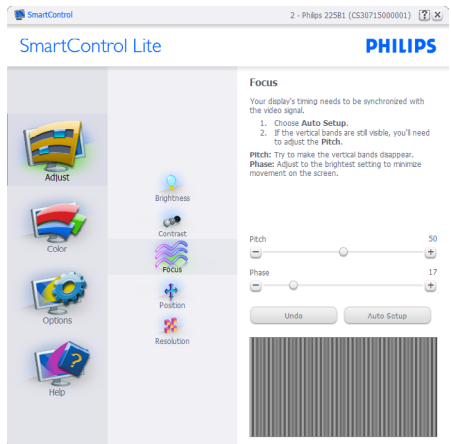 SmartControl
2 - Philips 225B1 (CS30715000001)
SmartControl Lite
PHILIPS
Adjust
Color
Options
Help
Brightness
Contrast
Focus
Position
Resolution
Focus
Your display's timing needs to be synchronized with
the video signal.
1. Choose Auto Setup.
2. If the vertical bands are still visible, you'll need
to adjust the Pitch.
Pitch: Try to make the vertical bands disappear.
Phase: Adjust to the brightest setting to minimize
movement on the screen.
Pitch 50
Phase 17
Undo Auto Setup